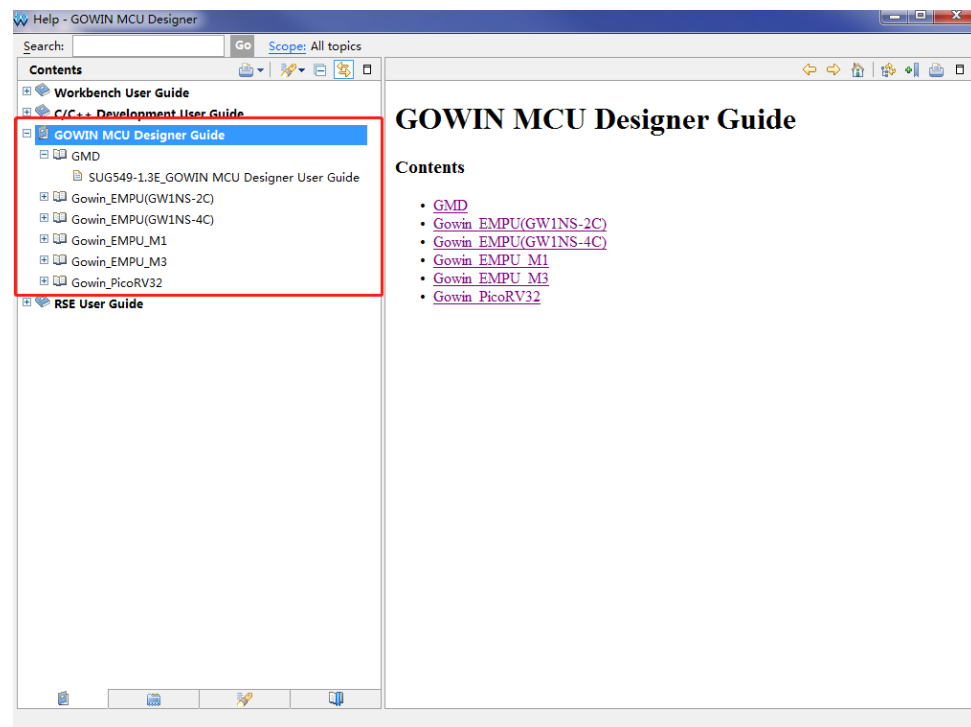 Help - GOWIN MCU Designer
Search: Go Scope: All topics
Contents
Workbench User Guide
C/C++ Development User Guide
GOWIN MCU Designer Guide
GMD
SUG549-1.3E_GOWIN MCU Designer User Guide
Gowin_EMPU(GW1NS-2C)
Gowin_EMPU(GW1NS-4C)
Gowin_EMPU_M1
Gowin_EMPU_M3
Gowin_PicoRV32
RSE User Guide
GOWIN MCU Designer Guide
Contents
• GMD
• Gowin_EMPU(GW1NS-2C)
• Gowin_EMPU(GW1NS-4C)
• Gowin_EMPU_M1
• Gowin_EMPU_M3
• Gowin_PicoRV32